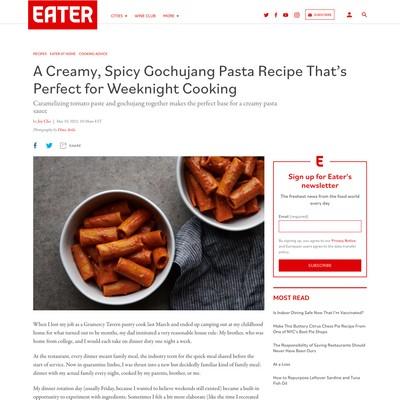 EATER
CITIES
WINE CLUB
MORE
SUBSCRIBE
RECIPES EATER AT HOME COOKING ADVICE
A Creamy, Spicy Gochujang Pasta Recipe That's
Perfect for Weeknight Cooking
Caramelizing tomato paste and gochujang together makes the perfect base for a creamy pasta
sauce
by Joy Cho
Photographs by Dina Avila
SHARE
E
Sign up for Eater's
newsletter
The freshest news from the food world
every day
Email (required)
By signing up, you agree to our Privacy Notice
and European users agree to the data transfer
policy.
SUBSCRIBE
MOST READ
Is Indoor Dining Safe Now That I'm Vaccinated?
Make This Buttery Citrus Chess Pie Recipe From
One of NYC's Best Pie Shops
The Responsibility of Saving Restaurants Should
Never Have Been Ours
At a Loss
How to Repurpose Leftover Sardine and Tuna
Fish Oil
When I lost my job as a Gramercy Tavern pastry cook last March and ended up camping out at my childhood
home for what turned out to be months, my dad instituted a very reasonable house rule: My brother, who was
home from college, and I would each take on dinner duty one night a week.
At the restaurant, every dinner meant family meal, the industry term for the quick meal shared before the start of
service. Now in quarantine limbo, I was thrust into a new but decidedly familiar kind of family meal:
dinner with my actual family every night, cooked by my parents, brother, or me.
My dinner rotation day (usually Friday, because I wanted to believe weekends still existed) became a built-in
opportunity to experiment with ingredients. Sometimes I felt a bit more elaborate (like the time I recreated